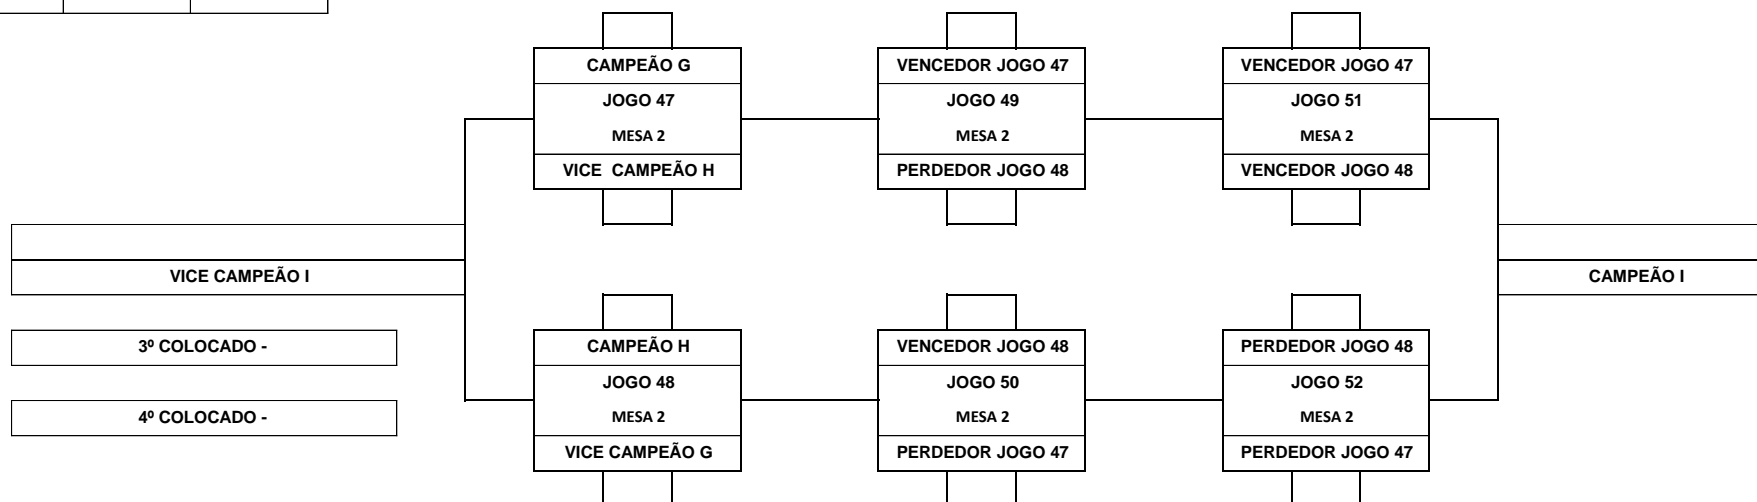 CAMPEÃO G
JOGO 47
MESA 2
VICE CAMPEÃO H
VENCEDOR JOGO 47
JOGO 49
MESA 2
PERDEDOR JOGO 48
VENCEDOR JOGO 47
JOGO 51
MESA 2
VENCEDOR JOGO 48
VICE CAMPEÃO I
CAMPEÃO I
3º COLOCADO -
4º COLOCADO -
CAMPEÃO H
JOGO 48
MESA 2
VICE CAMPEÃO G
VENCEDOR JOGO 48
JOGO 50
MESA 2
PERDEDOR JOGO 47
PERDEDOR JOGO 48
JOGO 52
MESA 2
PERDEDOR JOGO 47